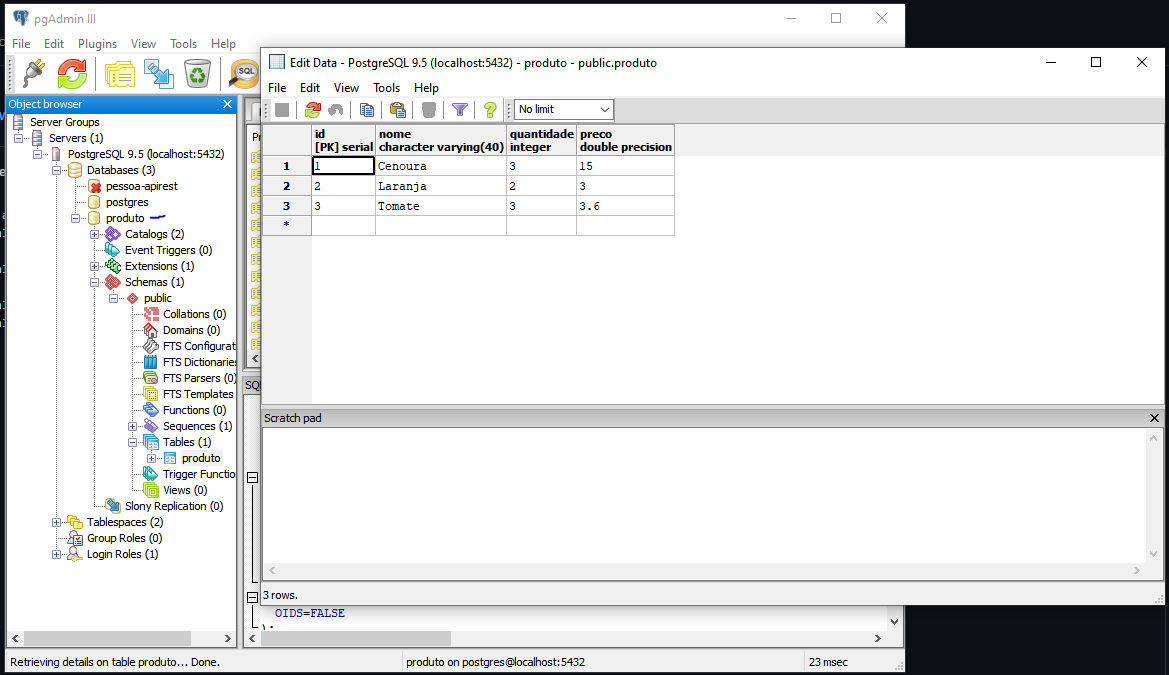 pgAdmin III
File Edit Plugins View Tools Help
SQL
Object browser
Server Groups
Servers (1)
PostgreSQL 9.5 (localhost:5432)
Databases (3)
pessoa-apirest
postgres
produto
Catalogs (2)
Event Triggers (0)
Extensions (1)
Schemas (1)
public
Collations (0)
Domains (0)
FTS Configurat
FTS Dictionaries
FTS Parsers (0)
FTS Templates
Functions (0)
Sequences (1)
Tables (1)
produto
Trigger Functio
Views (0)
Slony Replication (0)
Tablespaces (2)
Group Roles (0)
Login Roles (1)
Edit Data - PostgreSQL 9.5 (localhost:5432) - produto - public.produto
File Edit View Tools Help
No limit
id nome quantidade preco
[PK] serial character varying(40) integer double precision
1 1 Cenoura 3 15
2 2 Laranja 2 3
3 3 Tomate 3 3.6
*
Scratch pad
3 rows.
SQ
OIDS=FALSE
);
Retrieving details on table produto... Done. produto on postgres@localhost:5432 23 msec